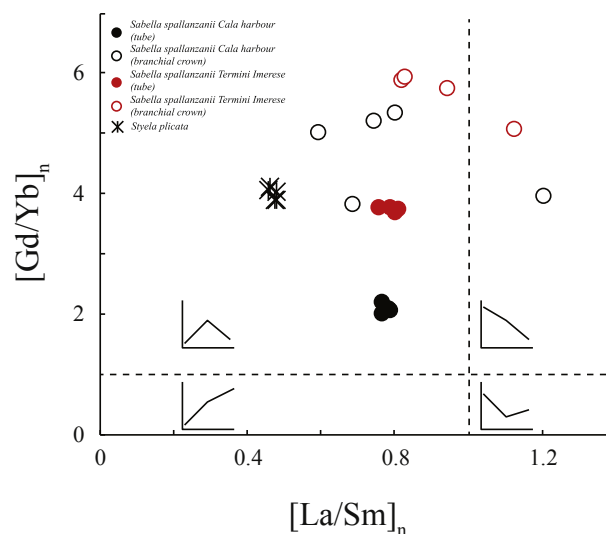 Sabella spallanzanii Cala harbour
(tube)
Sabella spallanzanii Cala harbour
(branchial crown)
Sabella spallanzanii Termini Imerese
(tube)
Sabella spallanzanii Termini Imerese
(branchial crown)
Styela plicata
6
4
2
0
[Gd/Yb]n
0 0.4 0.8 1.2
[La/Sm]n